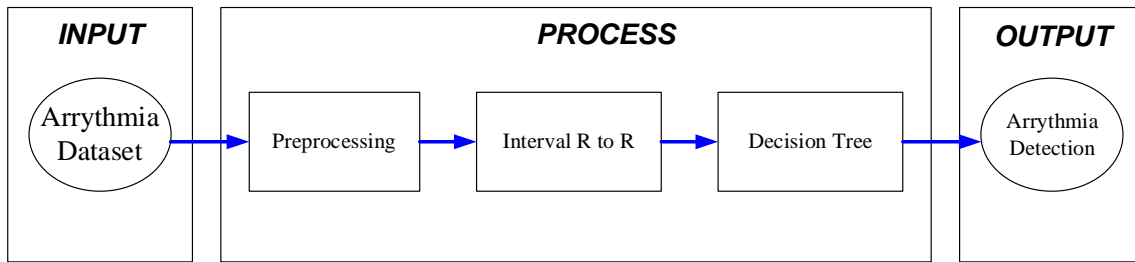 INPUT
Arrythmia
Dataset
PROCESS
Preprocessing
Interval R to R
Decision Tree
OUTPUT
Arrythmia
Detection